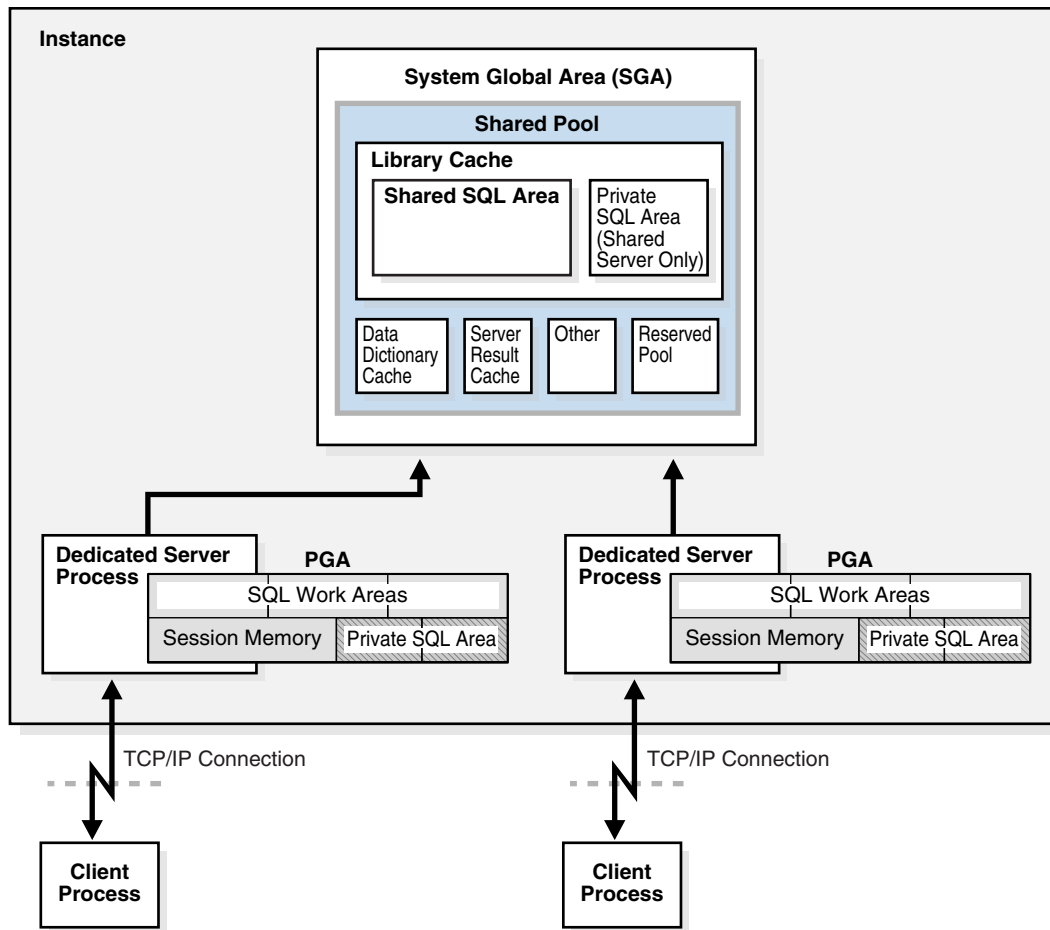 Instance
System Global Area (SGA)
Shared Pool
Library Cache
Shared SQL Area
Private
SQL Area
(Shared
Server Only)
Data
Dictionary
Cache
Server
Result
Cache
Other
Reserved
Pool
Dedicated Server
Process
PGA
SQL Work Areas
Session Memory
Private SQL Area
Dedicated Server
Process
PGA
SQL Work Areas
Session Memory
Private SQL Area
TCP/IP Connection
TCP/IP Connection
Client
Process
Client
Process